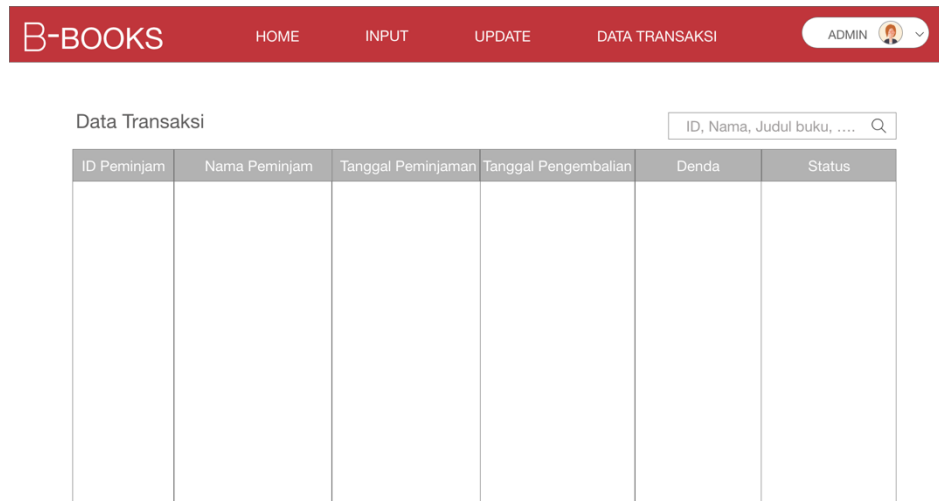 B-BOOKS HOME INPUT UPDATE DATA TRANSAKSI ADMIN
Data Transaksi
ID, Nama, Judul buku, ....
ID Peminjam Nama Peminjam Tanggal Peminjaman Tanggal Pengembalian Denda Status